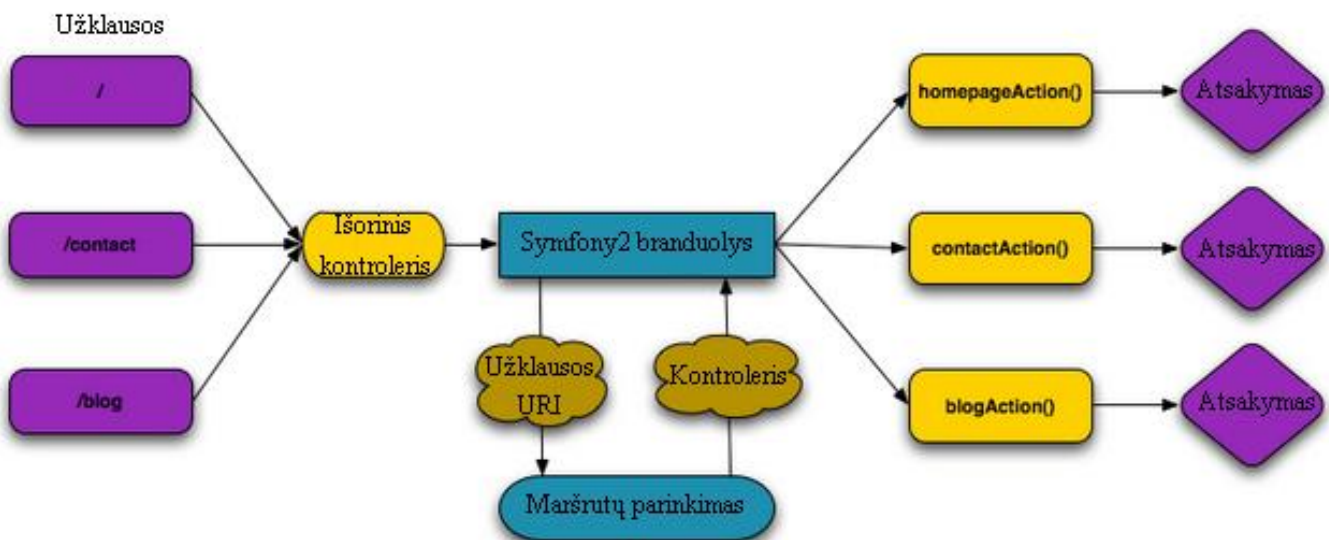 Užklausos
/
homepageAction()
Atsakymas
/contact
Išorinis
kontroleris
Symfony2 branduolys
contactAction()
Atsakymas
Užklausos
URI
Kontroleris
/blog
blogAction()
Atsakymas
Maršrutų parinkimas